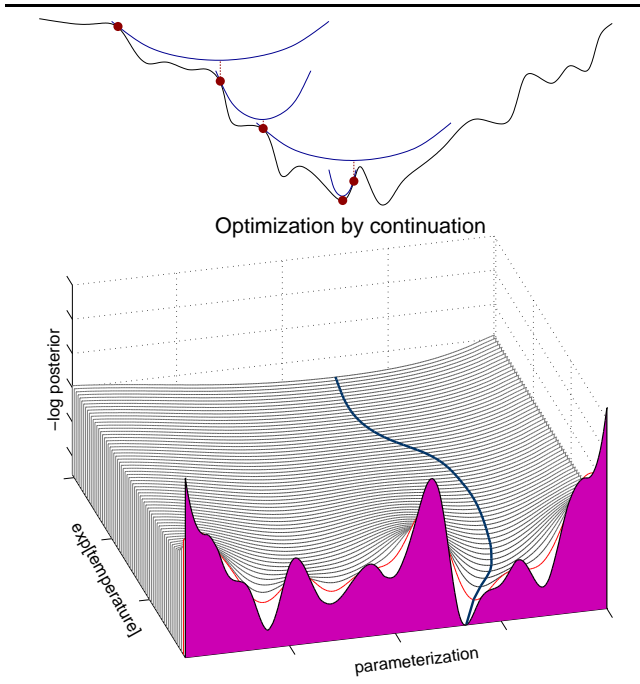 Optimization by continuation
−log posterior
exp[temperature]
parameterization